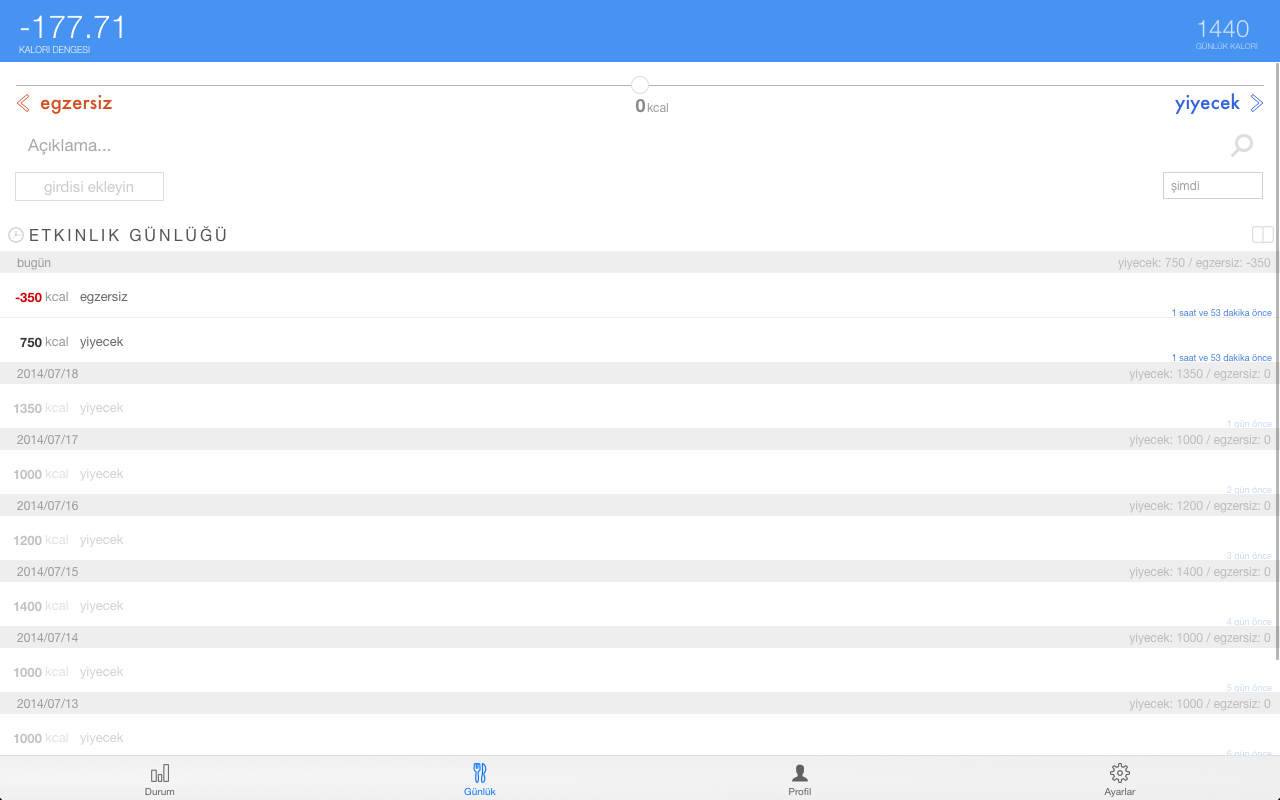 -177.71
KALORI DENGESI
1440
GÜNLÜK KALORI
egzersiz
0 kcal
yiyecek
Açıklama...
girdisi ekleyin
şimdi
ETKINLIK GÜNLÜĞÜ
bugün yiyecek: 750 / egzersiz: -350
-350 kcal egzersiz
1 saat ve 53 dakika önce
750 kcal yiyecek
1 saat ve 53 dakika önce
2014/07/18 yiyecek: 1350 / egzersiz: 0
1350 kcal yiyecek
1 gün önce
2014/07/17 yiyecek: 1000 / egzersiz: 0
1000 kcal yiyecek
2 gün önce
2014/07/16 yiyecek: 1200 / egzersiz: 0
1200 kcal yiyecek
3 gün önce
2014/07/15 yiyecek: 1400 / egzersiz: 0
1400 kcal yiyecek
4 gün önce
2014/07/14 yiyecek: 1000 / egzersiz: 0
1000 kcal yiyecek
5 gün önce
2014/07/13 yiyecek: 1000 / egzersiz: 0
1000 kcal yiyecek
6 gün önce
Durum Günlük Profil Ayarlar